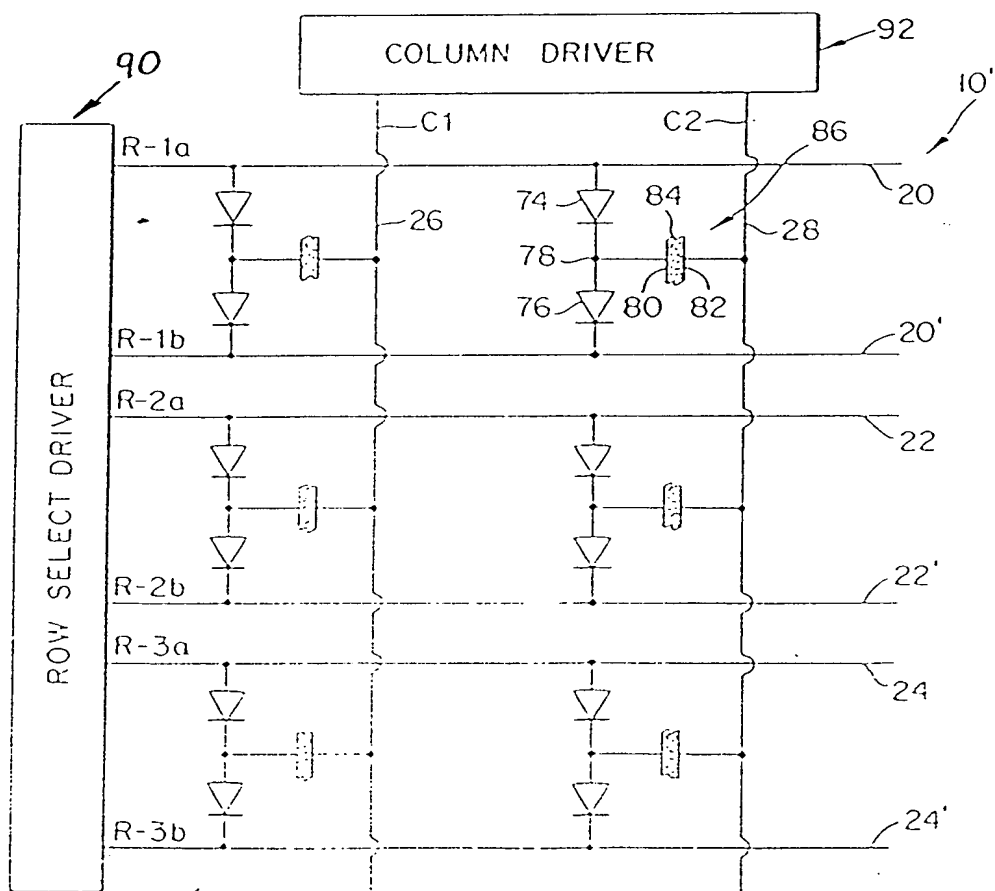 92
COLUMN DRIVER
90
10'
C1
C2
86
R-1a
20
74
84
26
28
78
80
82
76
R-1b
20'
R-2a
22
ROW SELECT DRIVER
R-2b
22'
R-3a
24
R-3b
24'